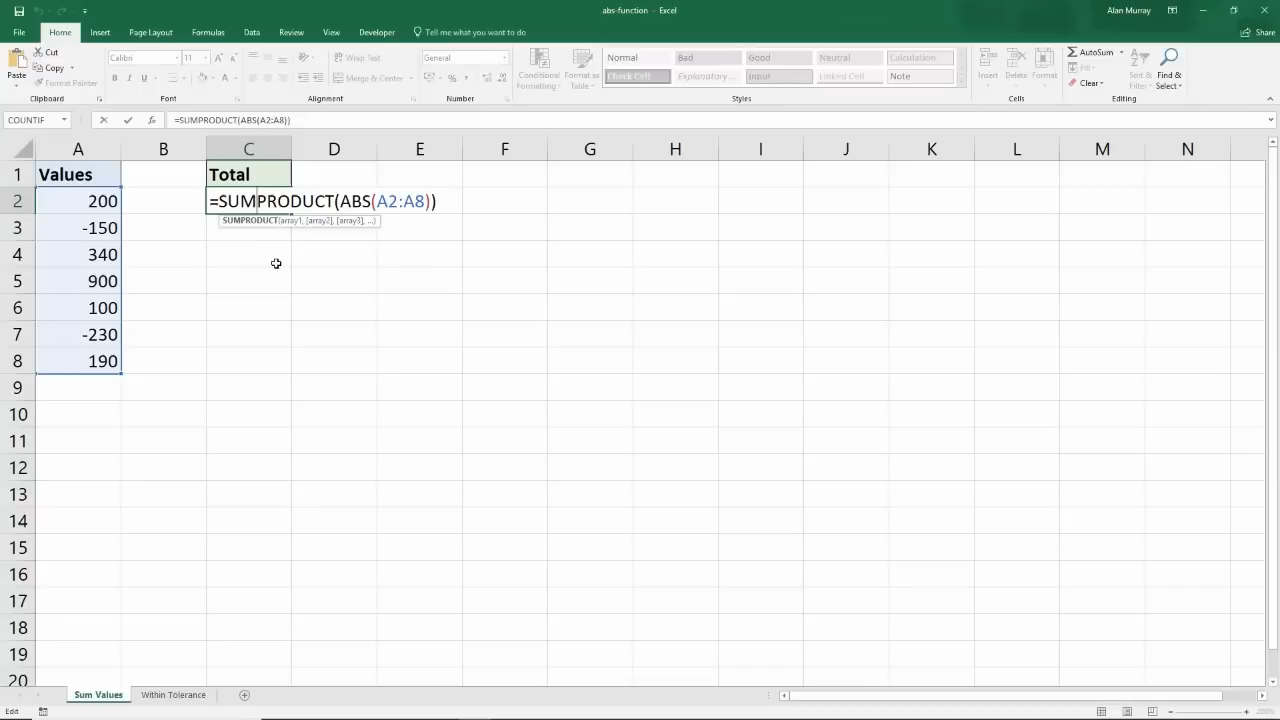 abs-function - Excel
Alan Murray
File Home Insert Page Layout Formulas Data Review View Developer Tell me what you want to do
Share
Paste
Cut
Copy
Format Painter
Clipboard
Calibri 11
B I U
Font
Wrap Text
Merge & Center
Alignment
General
Number
Conditional Formatting
Format as Table
Normal Bad Good Neutral Calculation
Check Cell Explanatory ... Input Linked Cell Note
Styles
Insert Delete Format
Cells
AutoSum
Fill
Clear
Sort & Filter
Find & Select
Editing
COUNTIF fx =SUMPRODUCT(ABS(A2:A8))
A B C D E F G H I J K L M N
1 Values Total
2 200 =SUMPRODUCT(ABS(A2:A8))
SUMPRODUCT(array1, [array2], [array3], ...)
3 -150
4 340
5 900
6 100
7 -230
8 190
9
10
11
12
13
14
15
16
17
18
19
20
Sum Values Within Tolerance
Edit